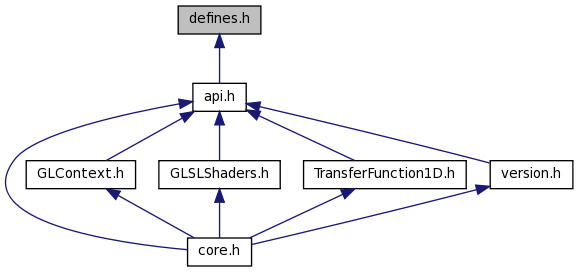 defines.h
api.h
GLContext.h
GLSLShaders.h
TransferFunction1D.h
version.h
core.h